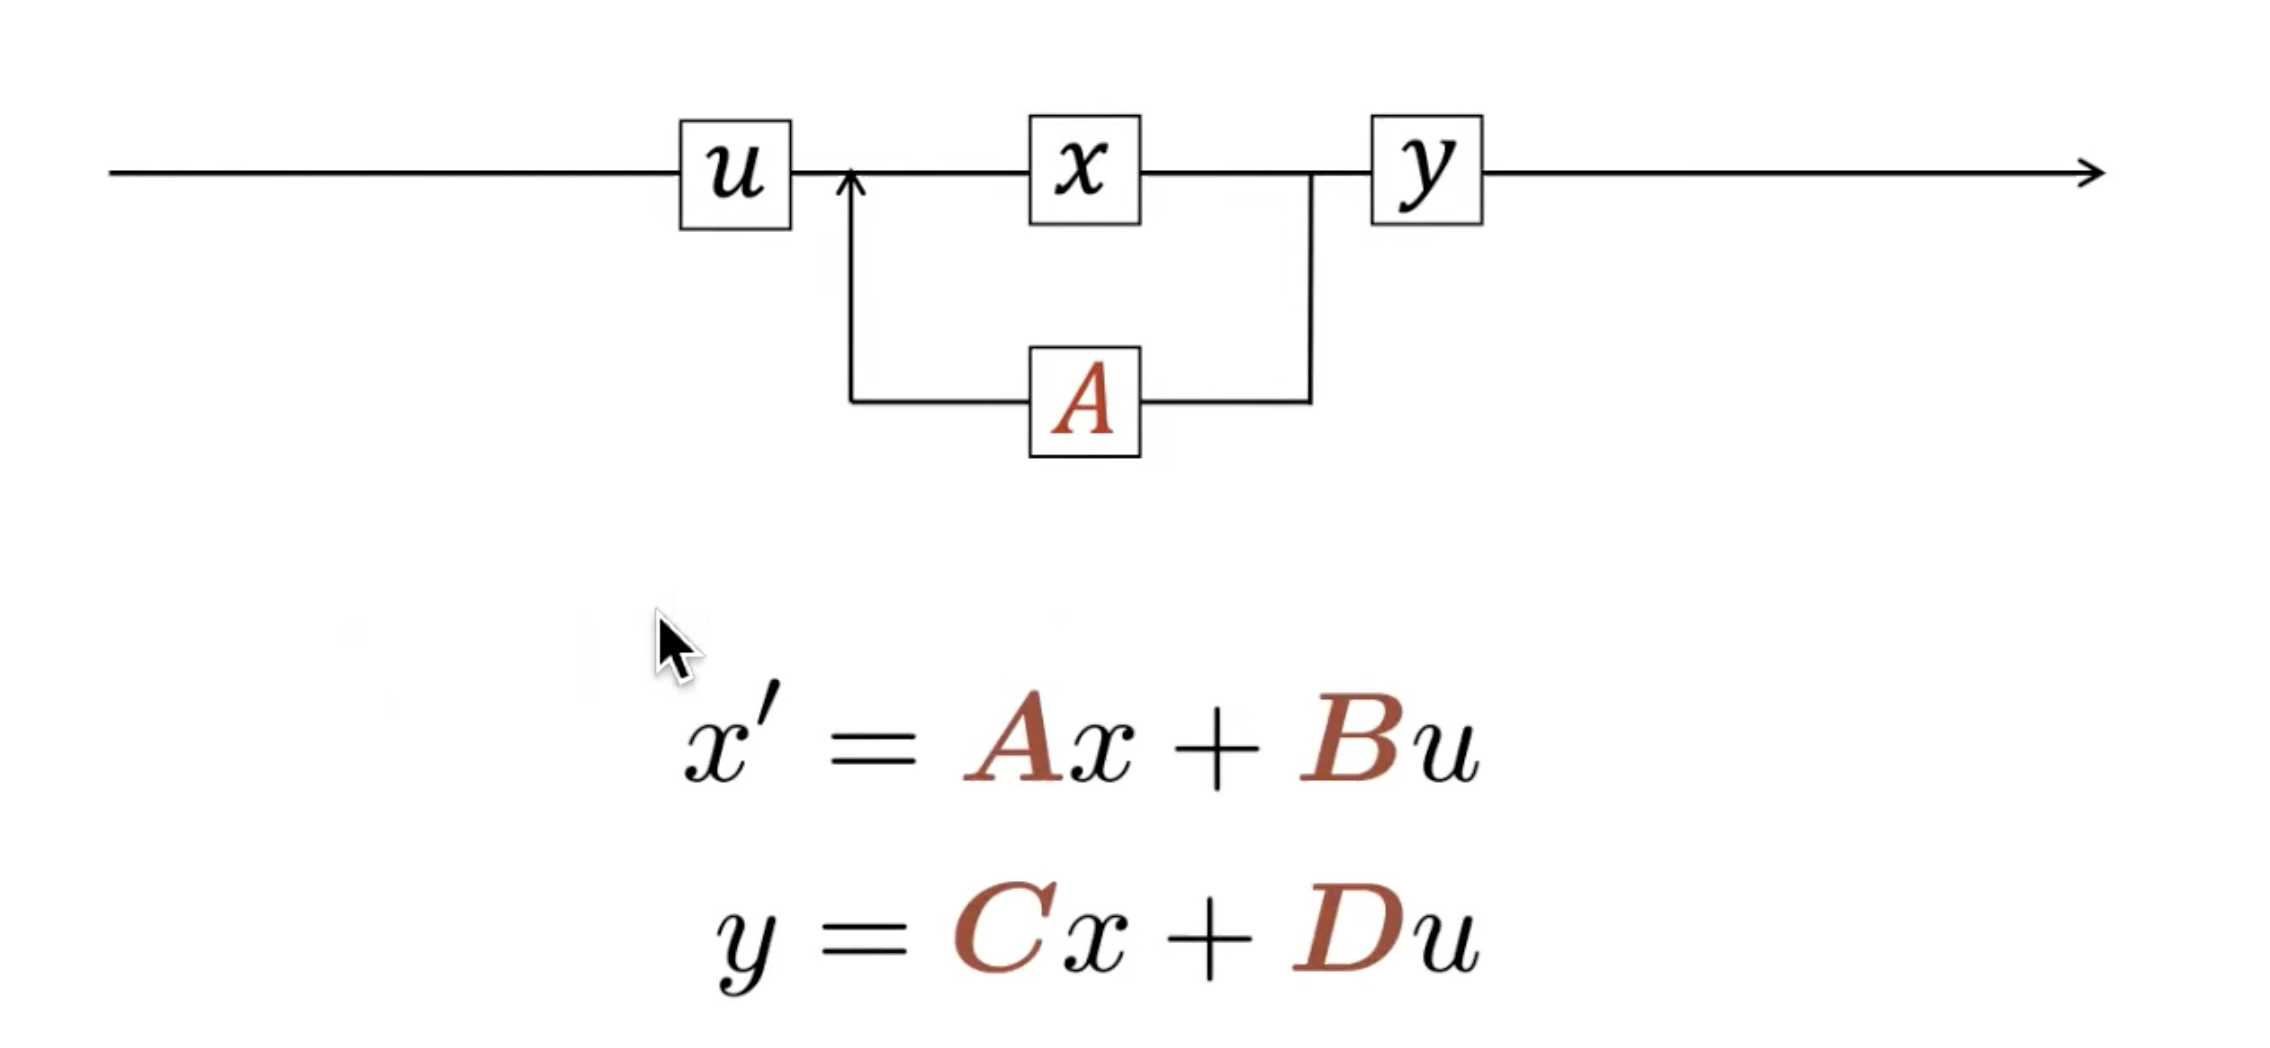 u x y
A
x′ = Ax + Bu
y = Cx + Du